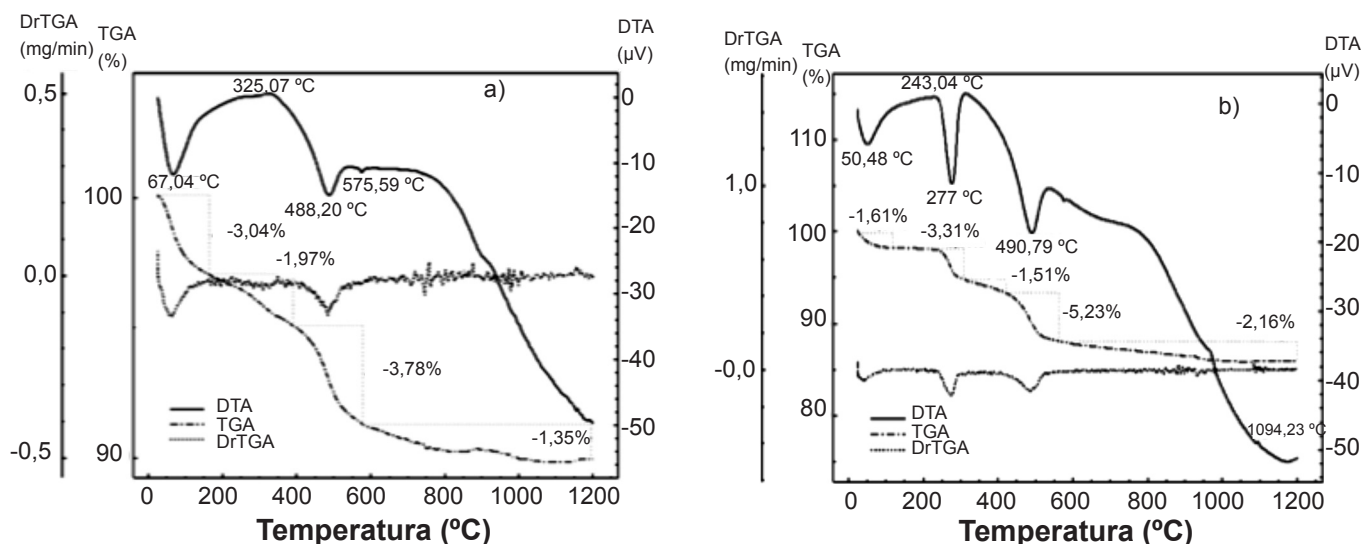 DrTGA
(mg/min)
TGA
(%)
DTA
(µV)
a)
325,07 ºC
67,04 ºC
488,20 ºC
575,59 ºC
-3,04%
-1,97%
-3,78%
-1,35%
DTA
TGA
DrTGA
0,5
0,0
-0,5
100
90
0
-10
-20
-30
-40
-50
0 200 400 600 800 1000 1200
Temperatura (ºC)
DrTGA
(mg/min)
TGA
(%)
DTA
(µV)
b)
243,04 ºC
50,48 ºC
277 ºC
490,79 ºC
-1,61%
-3,31%
-1,51%
-5,23%
-2,16%
1094,23 ºC
DTA
TGA
DrTGA
1,0
-0,0
110
100
90
80
0
-10
-20
-30
-40
-50
0 200 400 600 800 1000 1200
Temperatura (ºC)